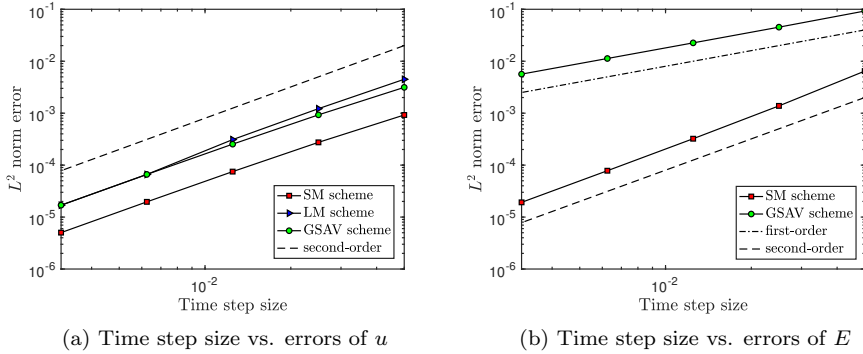 10^-1
10^-2
10^-3
10^-4
10^-5
10^-6
L^2 norm error
SM scheme
LM scheme
GSAV scheme
second-order
10^-2
Time step size
(a) Time step size vs. errors of u
10^-1
10^-2
10^-3
10^-4
10^-5
10^-6
L^2 norm error
SM scheme
GSAV scheme
first-order
second-order
10^-2
Time step size
(b) Time step size vs. errors of E